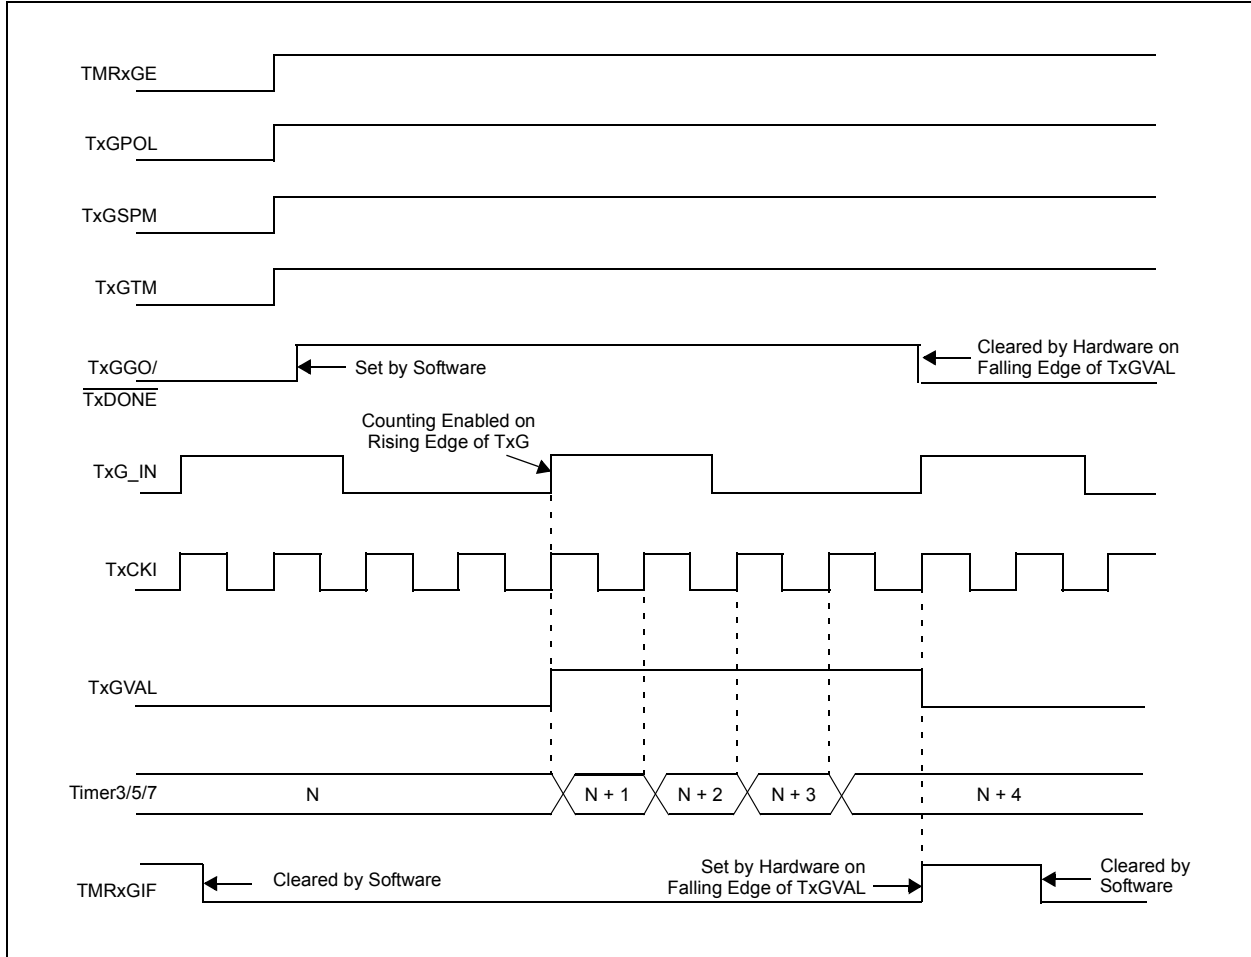 TMRxGE
TxGPOL
TxGSPM
TxGTM
TxGGO/
TxDONE
Set by Software
Cleared by Hardware on
Falling Edge of TxGVAL
Counting Enabled on
Rising Edge of TxG
TxG_IN
TxCKI
TxGVAL
Timer3/5/7
N
N + 1
N + 2
N + 3
N + 4
TMRxGIF
Cleared by Software
Set by Hardware on
Falling Edge of TxGVAL
Cleared by
Software